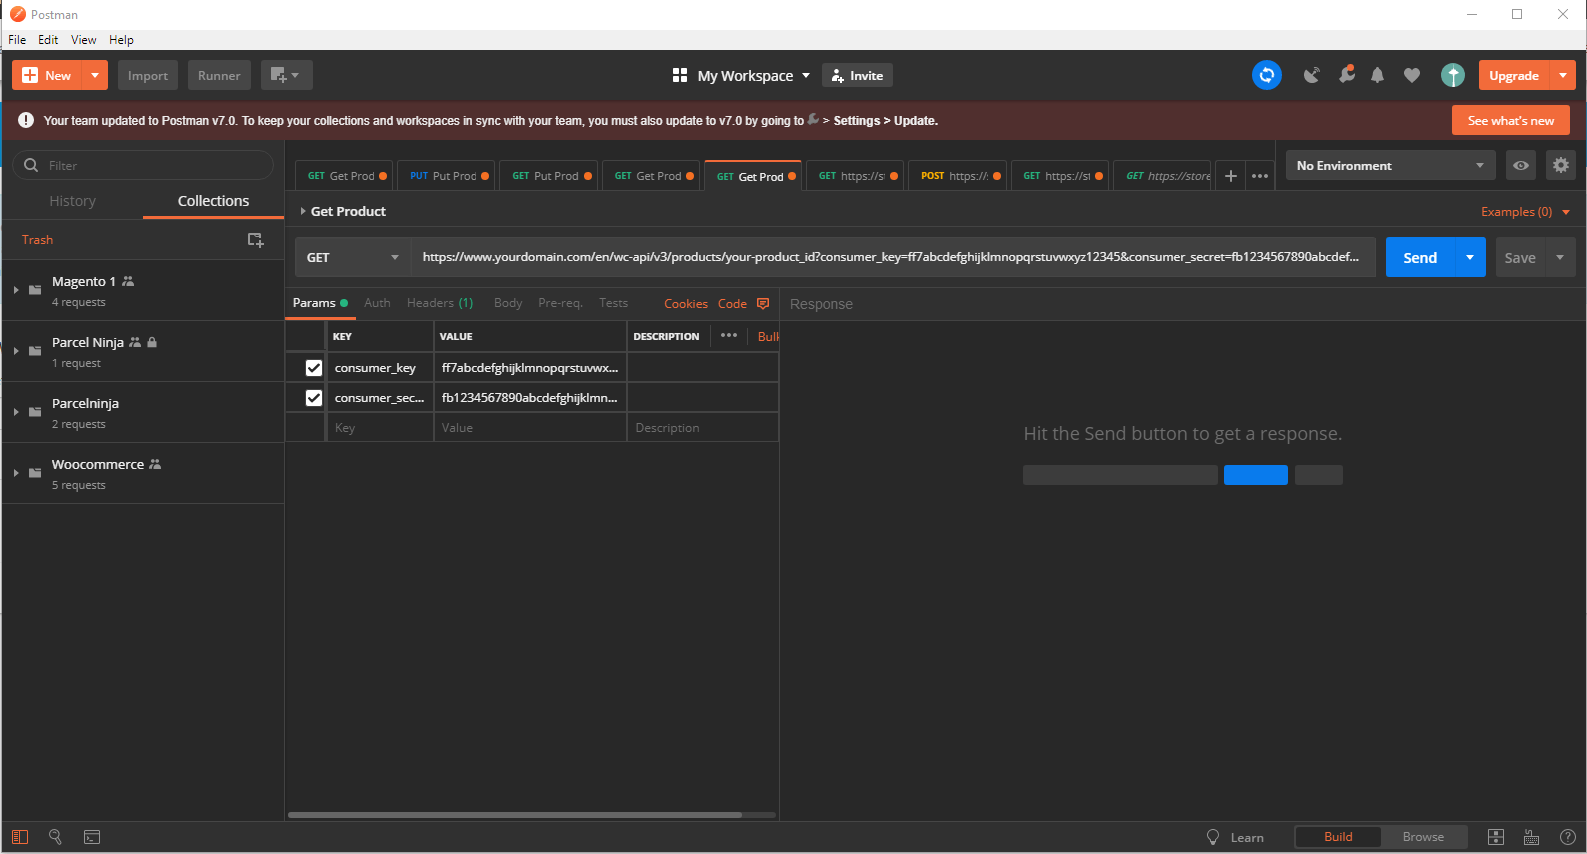 Postman
File Edit View Help
New Import Runner My Workspace Invite Upgrade
Your team updated to Postman v7.0. To keep your collections and workspaces in sync with your team, you must also update to v7.0 by going to > Settings > Update. See what's new
Filter
History Collections
Trash
Magento 1
4 requests
Parcel Ninja
1 request
Parcelninja
2 requests
Woocommerce
5 requests
GET Get Prod PUT Put Prod GET Put Prod GET Get Prod GET Get Prod GET https://st POST https:// GET https://st GET https://store No Environment
Get Product Examples (0)
GET https://www.yourdomain.com/en/wc-api/v3/products/your-product_id?consumer_key=ff7abcdefghijklmnopqrstuvwxyz12345&consumer_secret=fb1234567890abcdef... Send Save
Params Auth Headers (1) Body Pre-req. Tests Cookies Code Response
KEY VALUE DESCRIPTION Bulk
consumer_key ff7abcdefghijklmnopqrstuvwx...
consumer_sec... fb1234567890abcdefghijklmn...
Key Value Description
Hit the Send button to get a response.
Learn Build Browse